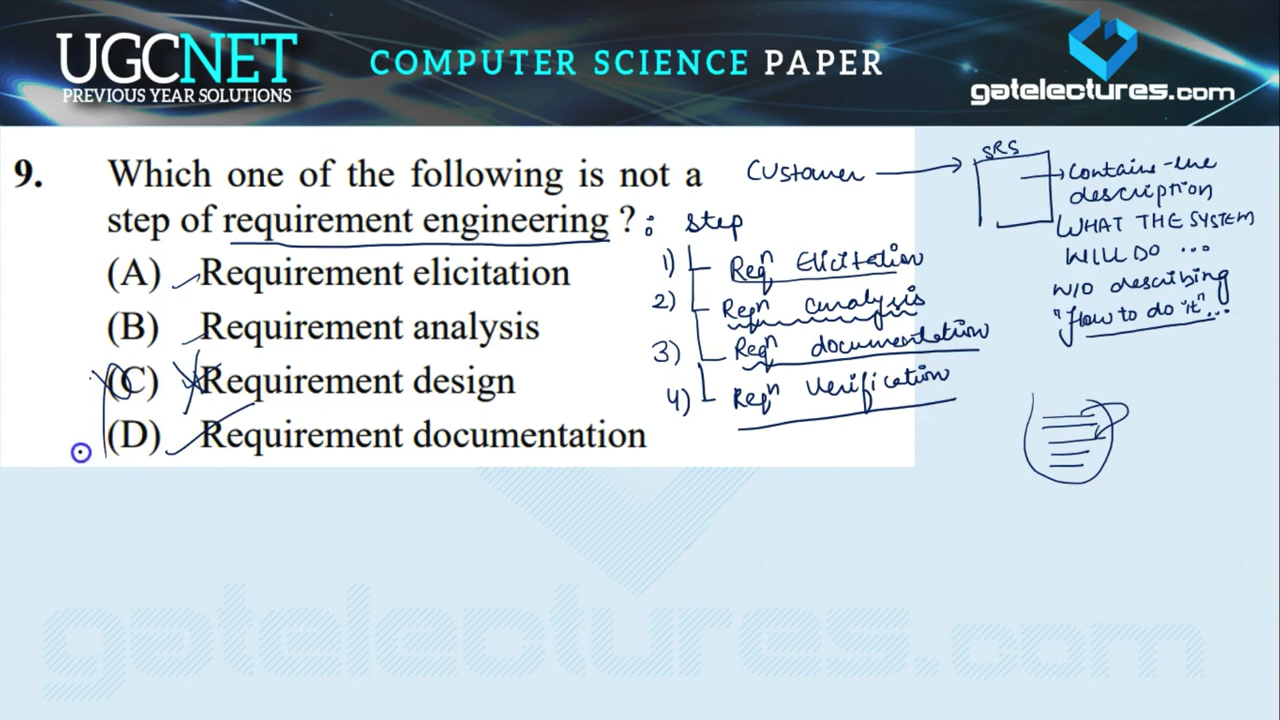 UGCNET
PREVIOUS YEAR SOLUTIONS
COMPUTER SCIENCE PAPER
gatelectures.com
9. Which one of the following is not a
step of requirement engineering ?
(A) Requirement elicitation
(B) Requirement analysis
(C) Requirement design
(D) Requirement documentation
: step
1) Reqn Elicitation
2) Reqn analysis
3) Reqn documentation
4) Reqn Verification
Customer
SRS
Contains the
description
WHAT THE SYSTEM
WILL DO ...
W/O describing
"How to do it"...
gatelectures.com